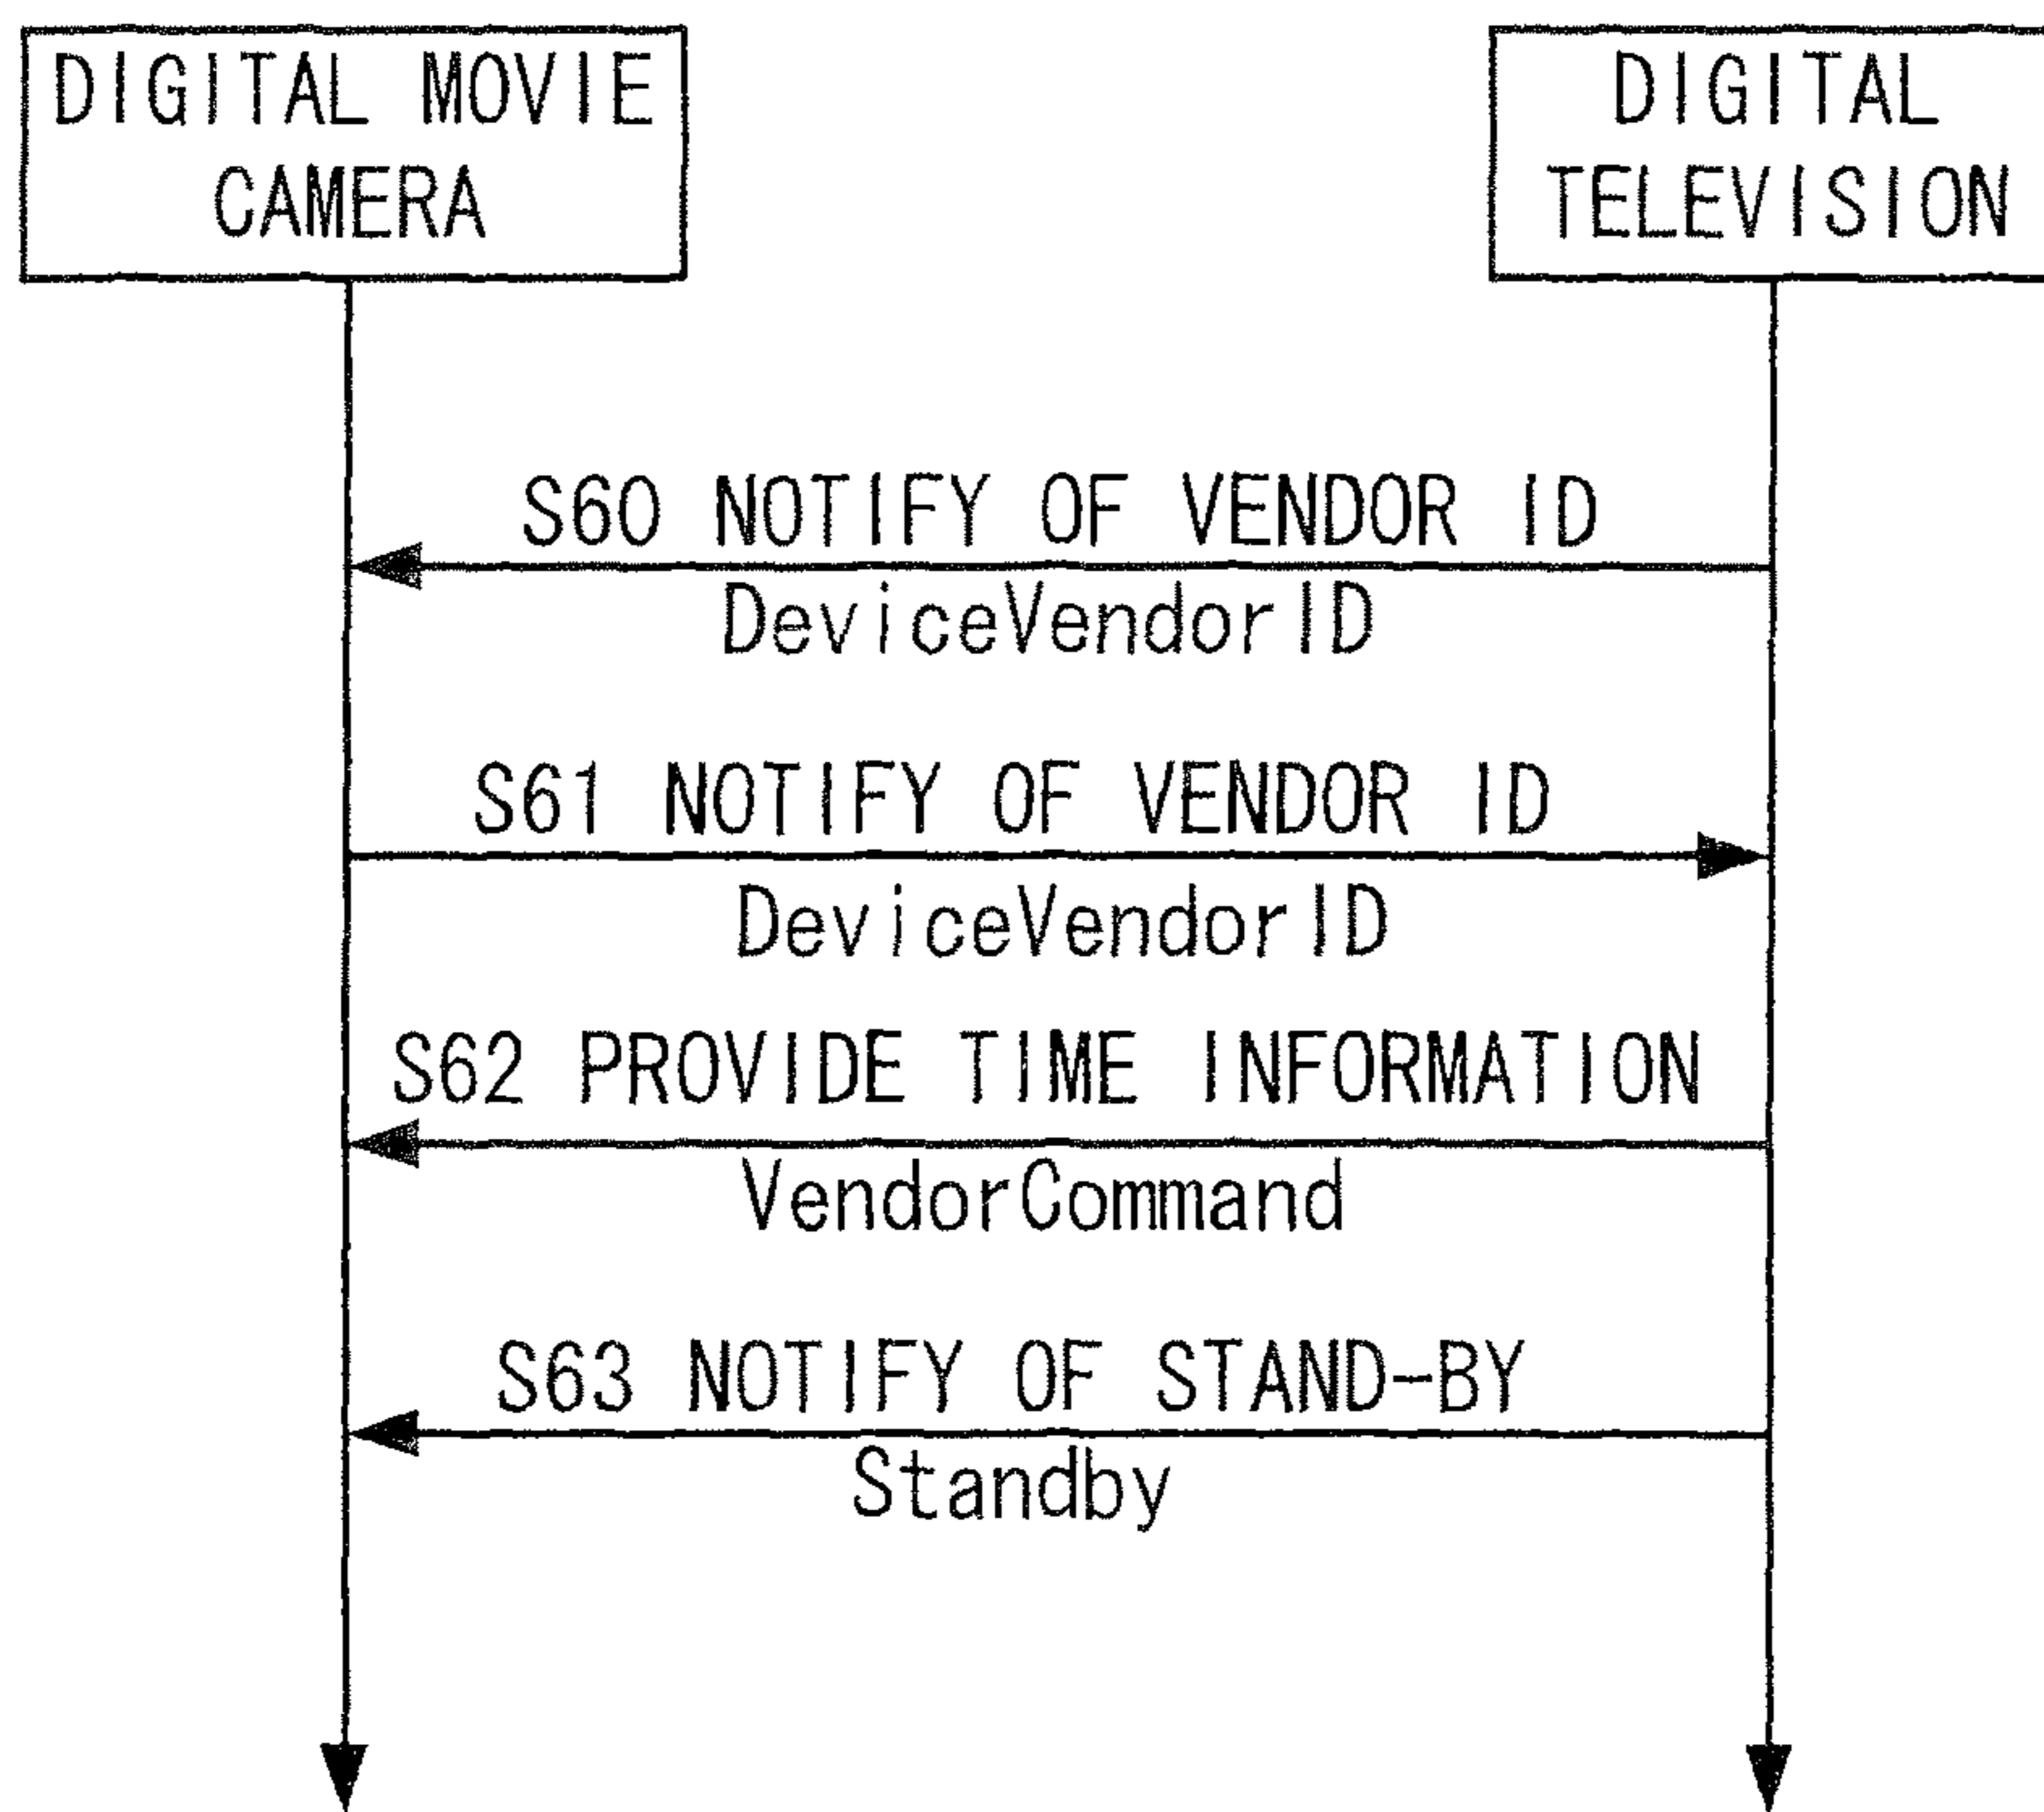 DIGITAL MOVIE
CAMERA
DIGITAL
TELEVISION
S60 NOTIFY OF VENDOR ID
DeviceVendorID
S61 NOTIFY OF VENDOR ID
DeviceVendorID
S62 PROVIDE TIME INFORMATION
VendorCommand
S63 NOTIFY OF STAND-BY
Standby